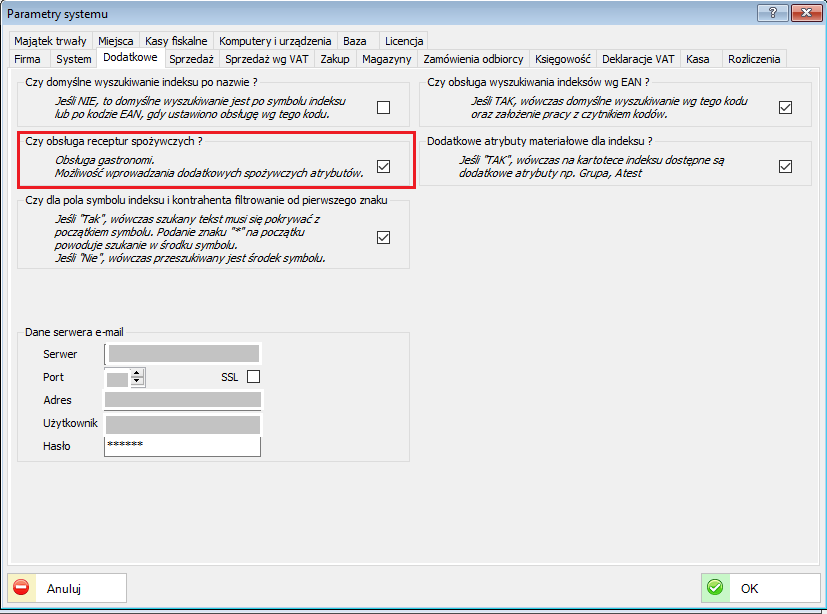 Parametry systemu
Majątek trwały Miejsca Kasy fiskalne Komputery i urządzenia Baza Licencja
Firma System Dodatkowe Sprzedaż Sprzedaż wg VAT Zakup Magazyny Zamówienia odbiorcy Księgowość Deklaracje VAT Kasa Rozliczenia
Czy domyślne wyszukiwanie indeksu po nazwie ?
Jeśli NIE, to domyślne wyszukiwanie jest po symbolu indeksu
lub po kodzie EAN, gdy ustawiono obsługę wg tego kodu.
Czy obsługa wyszukiwania indeksów wg EAN ?
Jeśli TAK, wówczas domyślne wyszukiwanie wg tego kodu
oraz założenie pracy z czytnikiem kodów.
Czy obsługa receptur spożywczych ?
Obsługa gastronomi.
Możliwość wprowadzania dodatkowych spożywczych atrybutów.
Dodatkowe atrybuty materiałowe dla indeksu ?
Jeśli "TAK", wówczas na kartotece indeksu dostępne są
dodatkowe atrybuty np. Grupa, Atest
Czy dla pola symbolu indeksu i kontrahenta filtrowanie od pierwszego znaku
Jeśli "Tak", wówczas szukany tekst musi się pokrywać z
początkiem symbolu. Podanie znaku "*" na początku
powoduje szukanie w środku symbolu.
Jeśli "Nie", wówczas przeszukiwany jest środek symbolu.
Dane serwera e-mail
Serwer
Port SSL
Adres
Użytkownik
Hasło ******
Anuluj OK